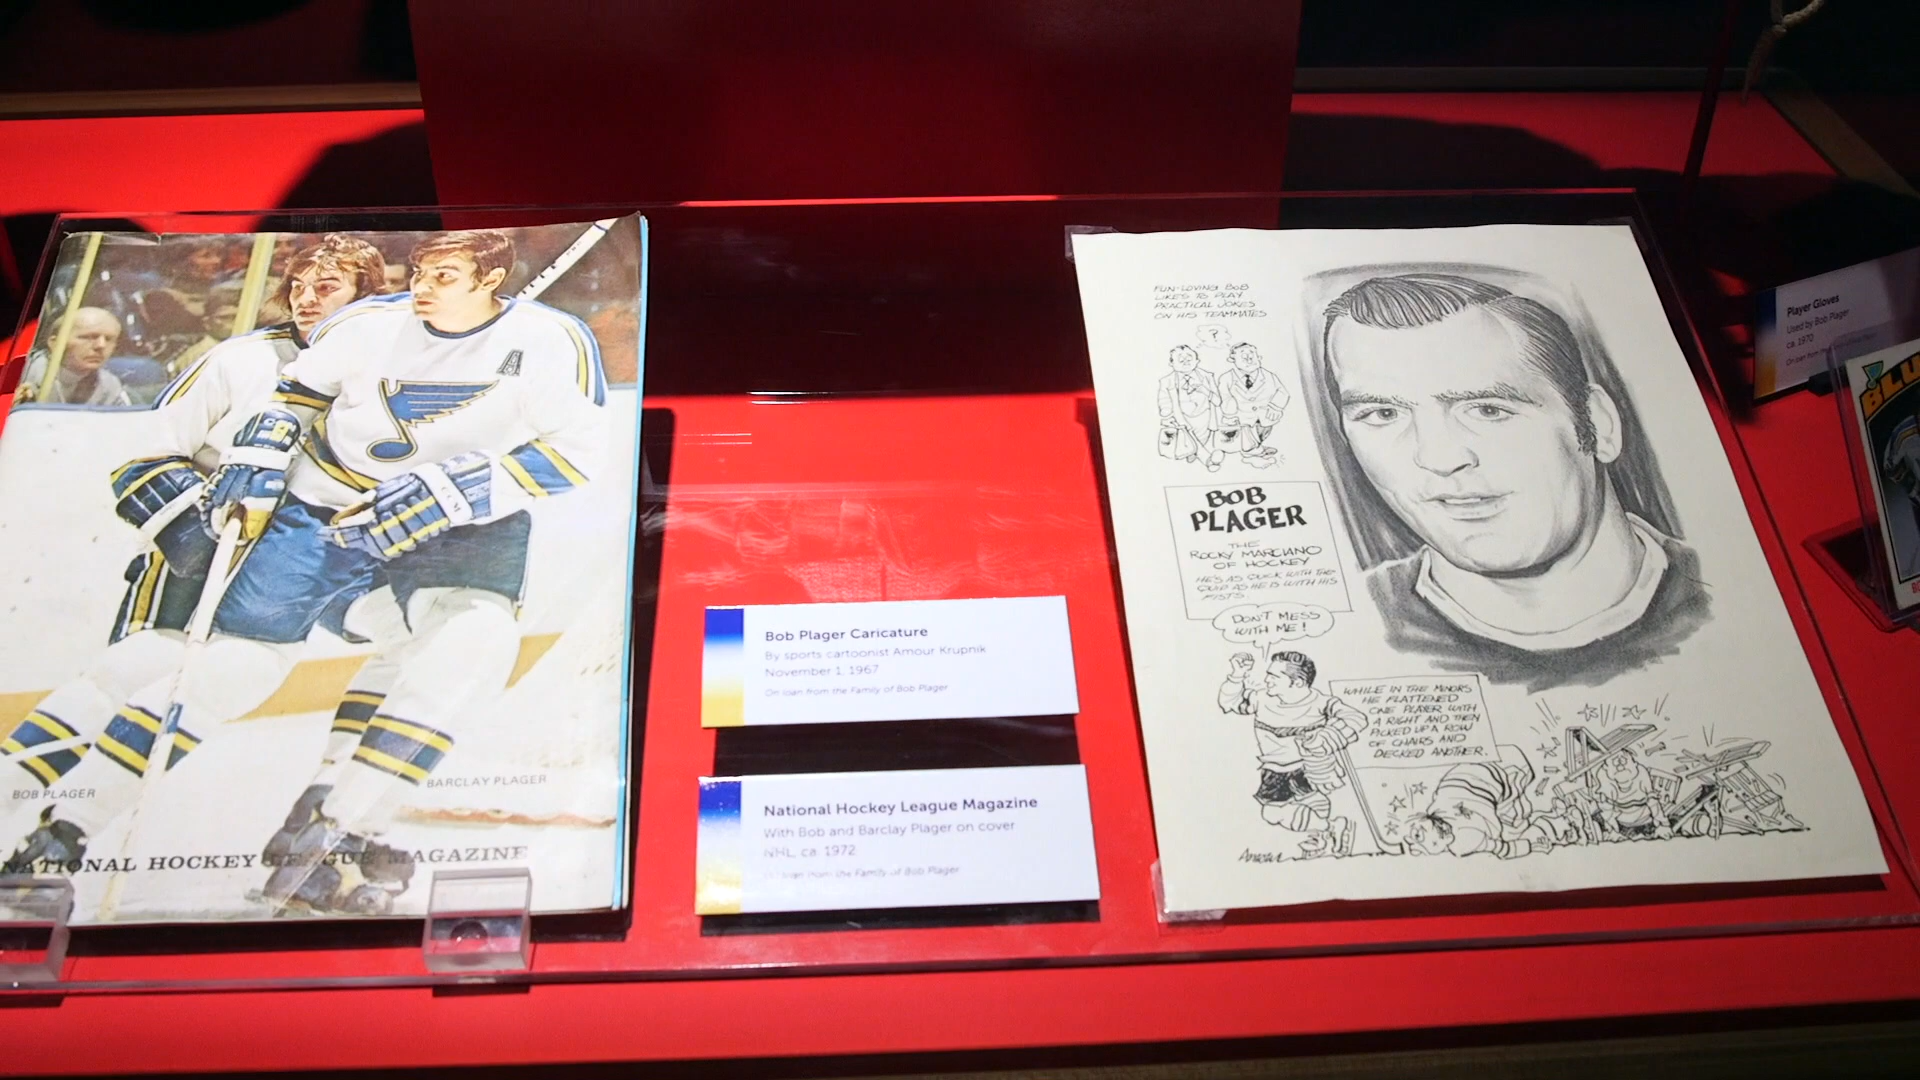 A
CCM
BOB PLAGER
BARCLAY PLAGER
NATIONAL HOCKEY LEAGUE MAGAZINE
Bob Plager Caricature
By sports cartoonist Amour Krupnik
November 1, 1967
On loan from the Family of Bob Plager
National Hockey League Magazine
With Bob and Barclay Plager on cover
NHL, ca. 1972
On loan from the Family of Bob Plager
FUN-LOVING BOB
LIKES TO PLAY
PRACTICAL JOKES
ON HIS TEAMMATES
?
BOB
PLAGER
THE
ROCKY MARCIANO
OF HOCKEY
HE'S AS QUICK WITH THE
QUIP AS HE IS WITH HIS
FISTS.
DON'T MESS
WITH ME!
WHILE IN THE MINORS
HE FLATTENED
ONE PLAYER WITH
A RIGHT AND THEN
PICKED UP A ROW
OF CHAIRS AND
DECKED ANOTHER.
Player Gloves
Used by Bob Plager
ca. 1970
On loan from the